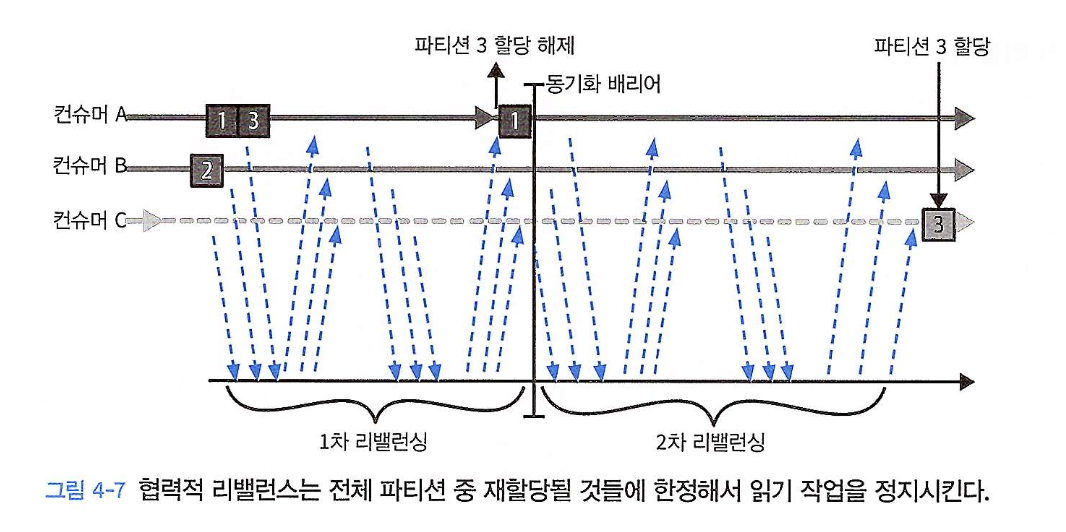 파티션 3 할당 해제
파티션 3 할당
동기화 배리어
컨슈머 A
1 3
1
컨슈머 B
2
컨슈머 C
3
1차 리밸런싱
2차 리밸런싱
그림 4-7 협력적 리밸런스는 전체 파티션 중 재할당될 것들에 한정해서 읽기 작업을 정지시킨다.